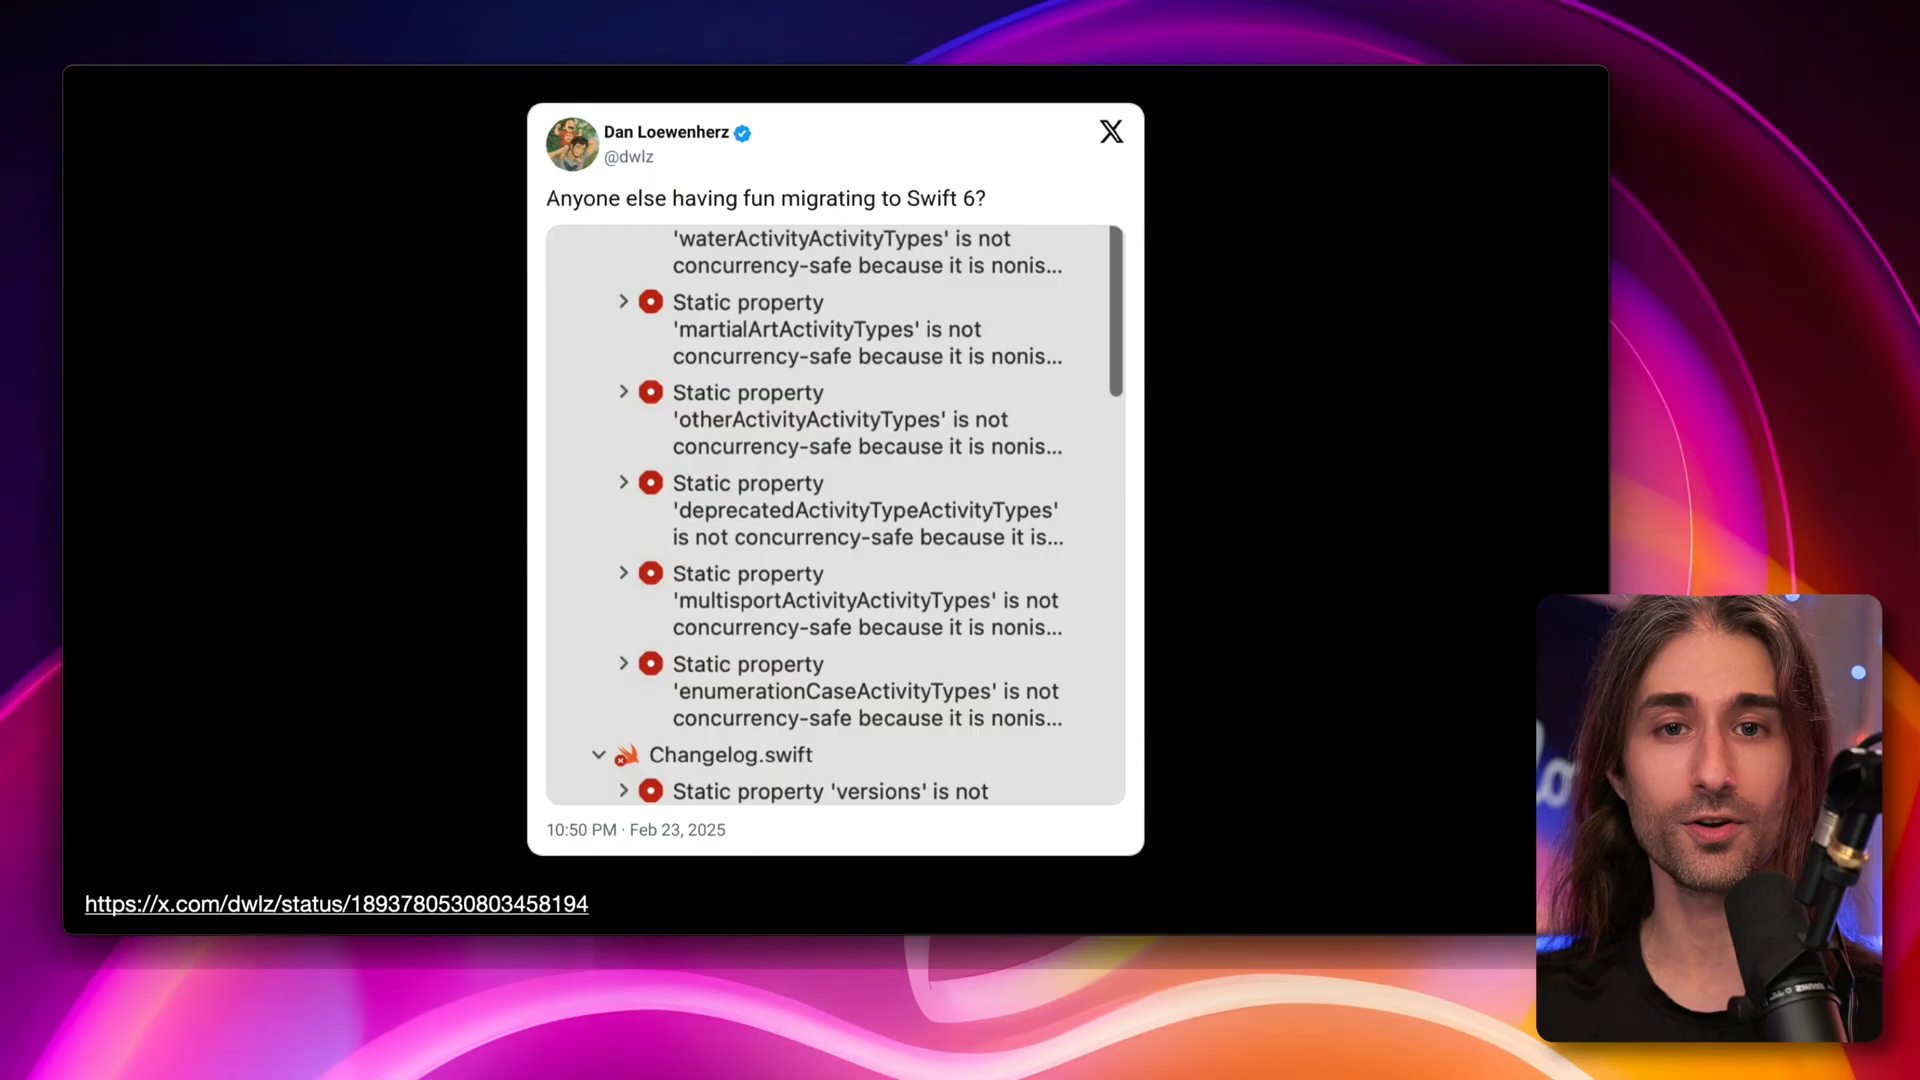 Dan Loewenherz
@dwlz
Anyone else having fun migrating to Swift 6?
'waterActivityActivityTypes' is not
concurrency-safe because it is nonis...
Static property
'martialArtActivityTypes' is not
concurrency-safe because it is nonis...
Static property
'otherActivityActivityTypes' is not
concurrency-safe because it is nonis...
Static property
'deprecatedActivityTypeActivityTypes'
is not concurrency-safe because it is...
Static property
'multisportActivityActivityTypes' is not
concurrency-safe because it is nonis...
Static property
'enumerationCaseActivityTypes' is not
concurrency-safe because it is nonis...
Changelog.swift
Static property 'versions' is not
10:50 PM · Feb 23, 2025
https://x.com/dwlz/status/1893780530803458194